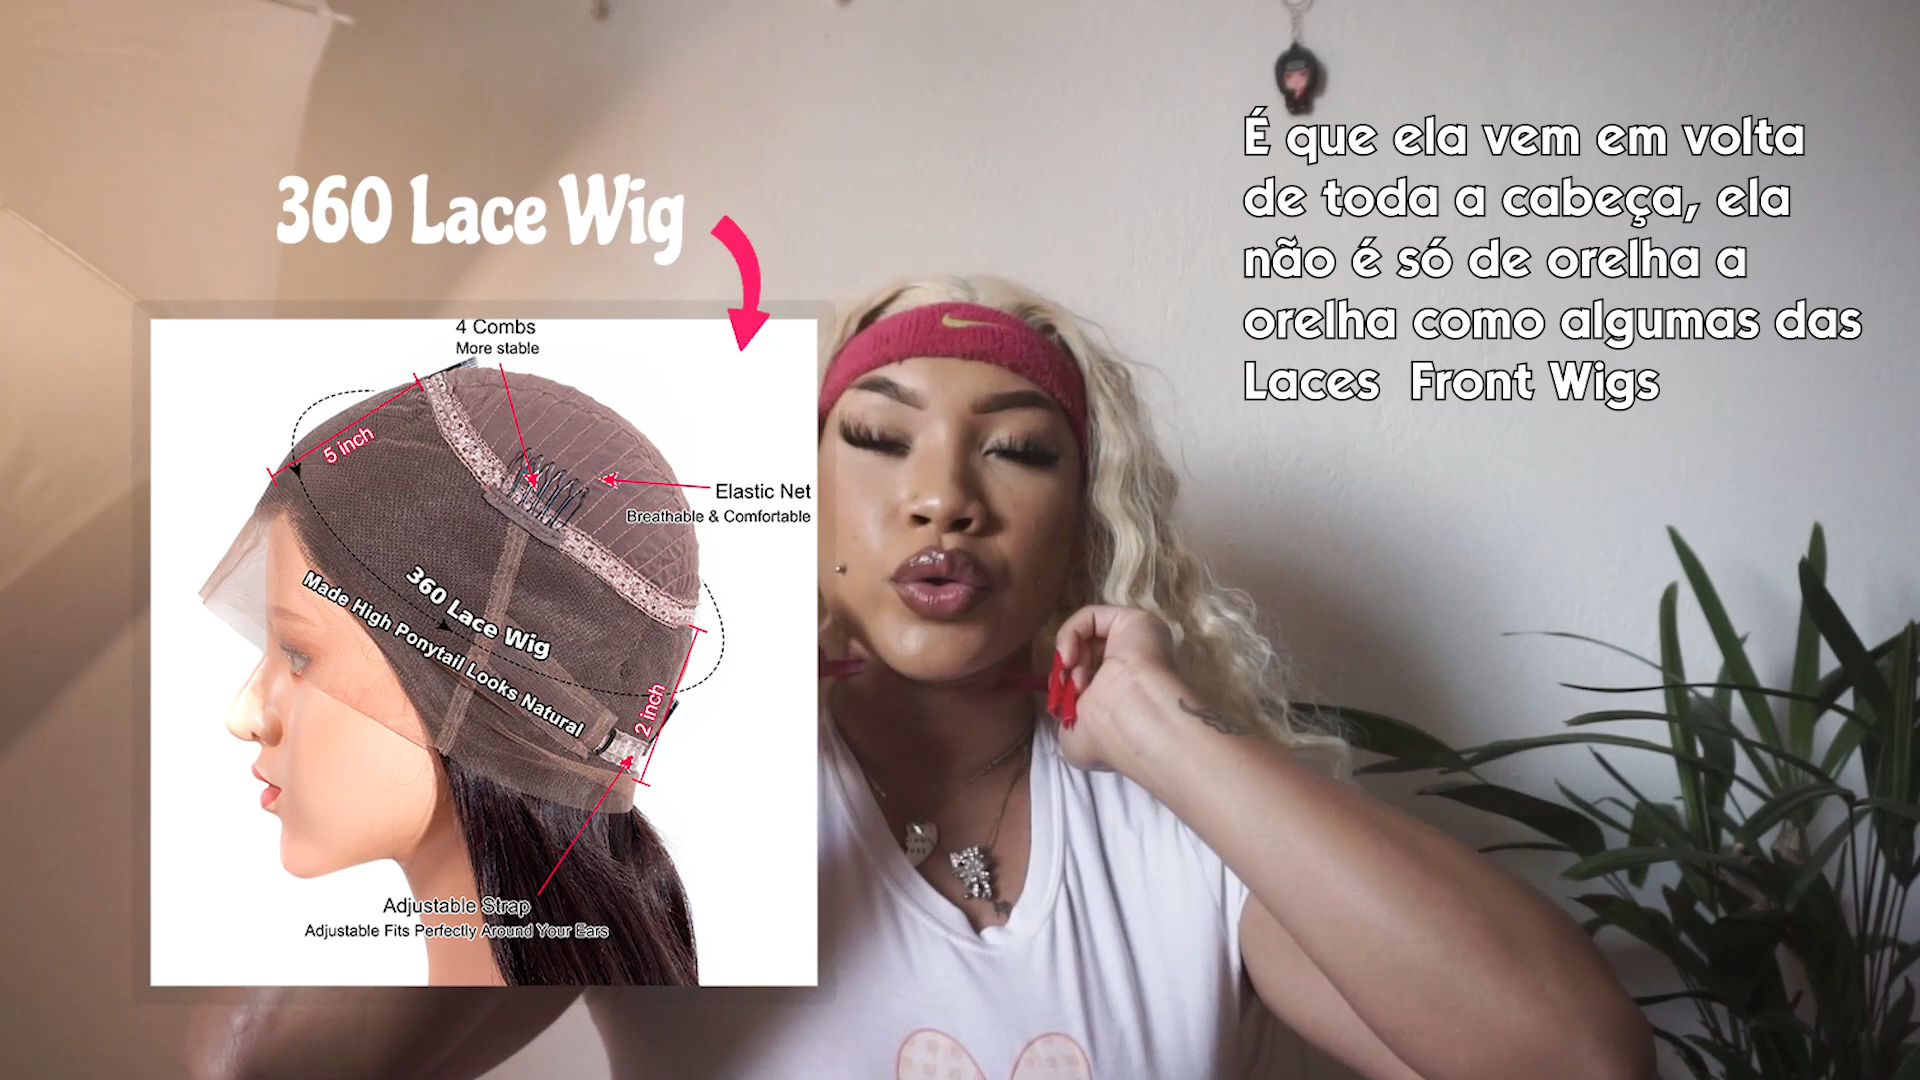 360 Lace Wig
4 Combs
More stable
5 inch
Elastic Net
Breathable & Comfortable
360 Lace Wig
Made High Ponytail Looks Natural
2 inch
Adjustable Strap
Adjustable Fits Perfectly Around Your Ears
É que ela vem em volta
de toda a cabeça, ela
não é só de orelha a
orelha como algumas das
Laces Front Wigs